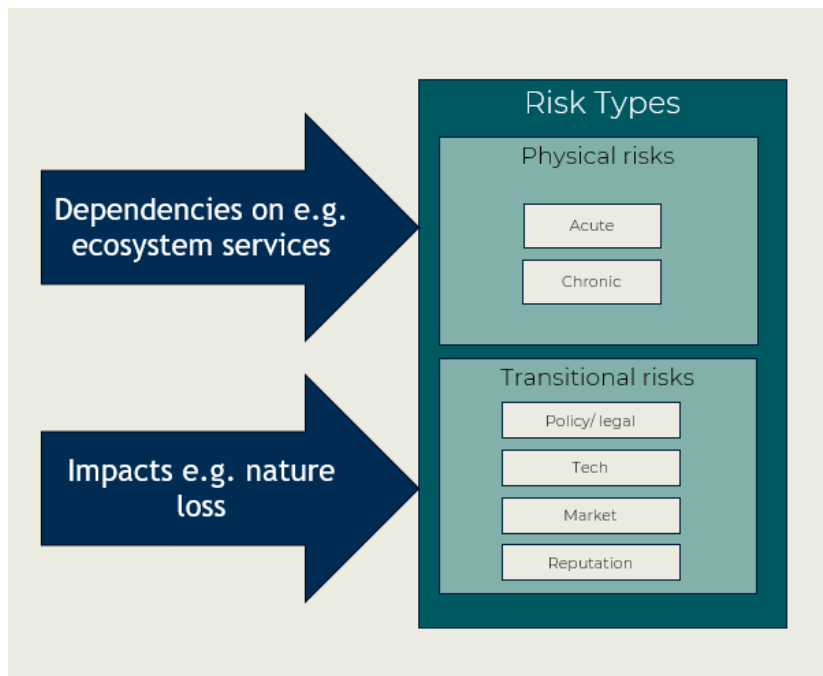 Risk Types
Physical risks
Dependencies on e.g.
ecosystem services
Acute
Chronic
Transitional risks
Policy/ legal
Impacts e.g. nature
loss
Tech
Market
Reputation